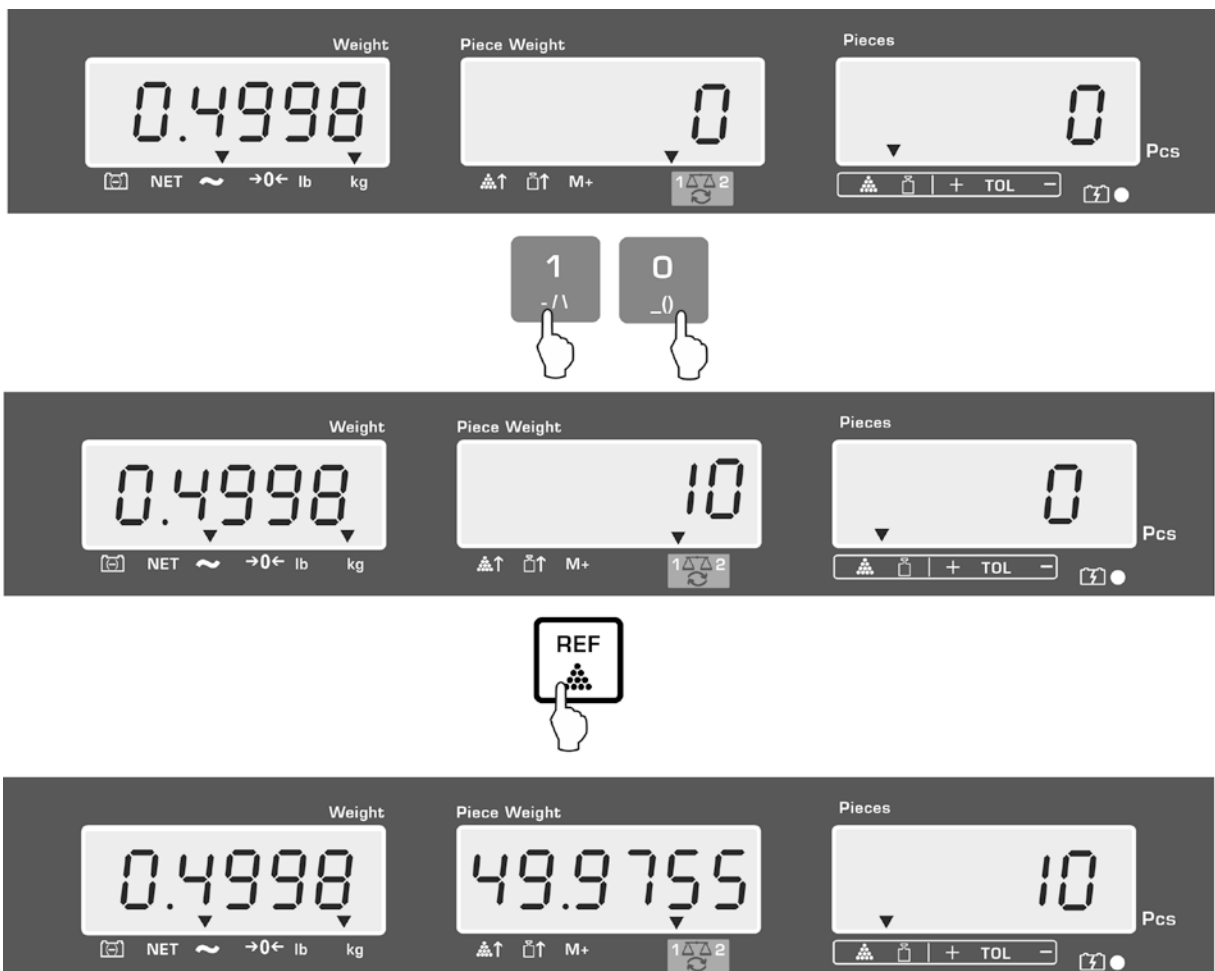 Weight Piece Weight Pieces
0.4998 0 0
Pcs
NET ~ →0← lb kg M+ 1 2 + TOL −
1 0
-/\ _()
Weight Piece Weight Pieces
0.4998 10 0
Pcs
NET ~ →0← lb kg M+ 1 2 + TOL −
REF
Weight Piece Weight Pieces
0.4998 49.9755 10
Pcs
NET ~ →0← lb kg M+ 1 2 + TOL −